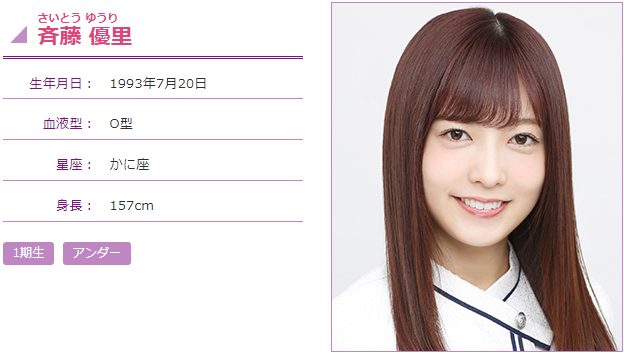 さいとう ゆうり
斉藤 優里
生年月日： 1993年7月20日
血液型： O型
星座： かに座
身長： 157cm
1期生 アンダー